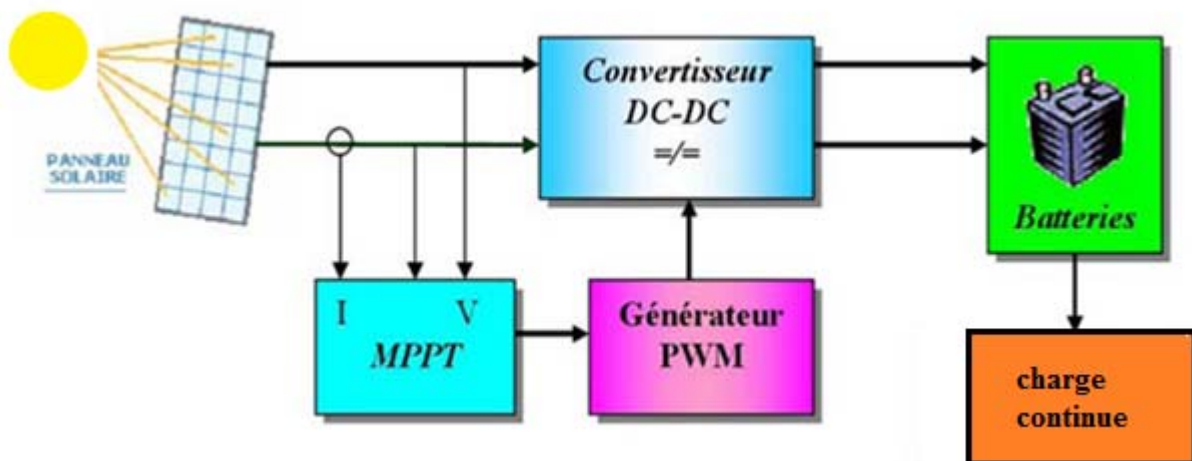 PANNEAU
SOLAIRE
Convertisseur
DC-DC
=/=
Batteries
I V
MPPT
Générateur
PWM
charge
continue